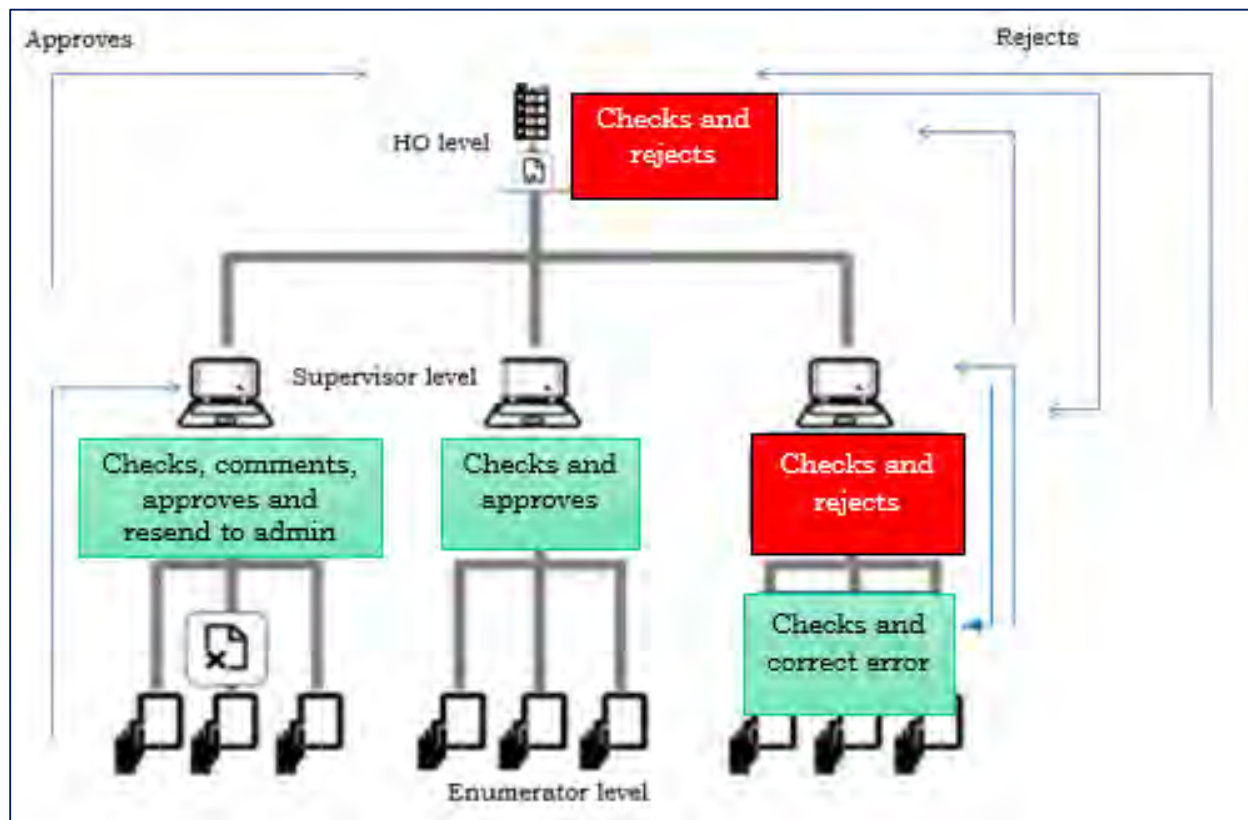 Approves
Rejects
HO level
Checks and
rejects
Supervisor level
Checks, comments,
approves and
resend to admin
Checks and
approves
Checks and
rejects
Checks and
correct error
Enumerator level